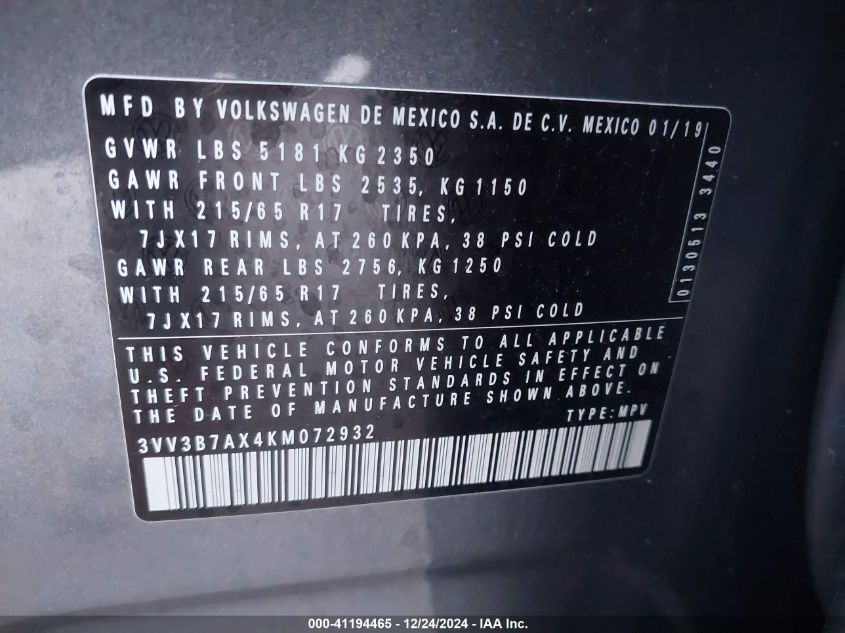 MFD BY VOLKSWAGEN DE MEXICO S.A. DE C.V. MEXICO 01/19
GVWR LBS 5181 KG 2350
GAWR FRONT LBS 2535, KG 1150
WITH 215/65 R17 TIRES,
7JX17 RIMS, AT 260 KPA, 38 PSI COLD
GAWR REAR LBS 2756, KG 1250
WITH 215/65 R17 TIRES,
7JX17 RIMS, AT 260 KPA, 38 PSI COLD
0130613 3440
THIS VEHICLE CONFORMS TO ALL APPLICABLE
U.S. FEDERAL MOTOR VEHICLE SAFETY AND
THEFT PREVENTION STANDARDS IN EFFECT ON
THE DATE OF MANUFACTURE SHOWN ABOVE.
TYPE: MPV
3VV3B7AX4KM072932
000-41194465 - 12/24/2024 - IAA Inc.